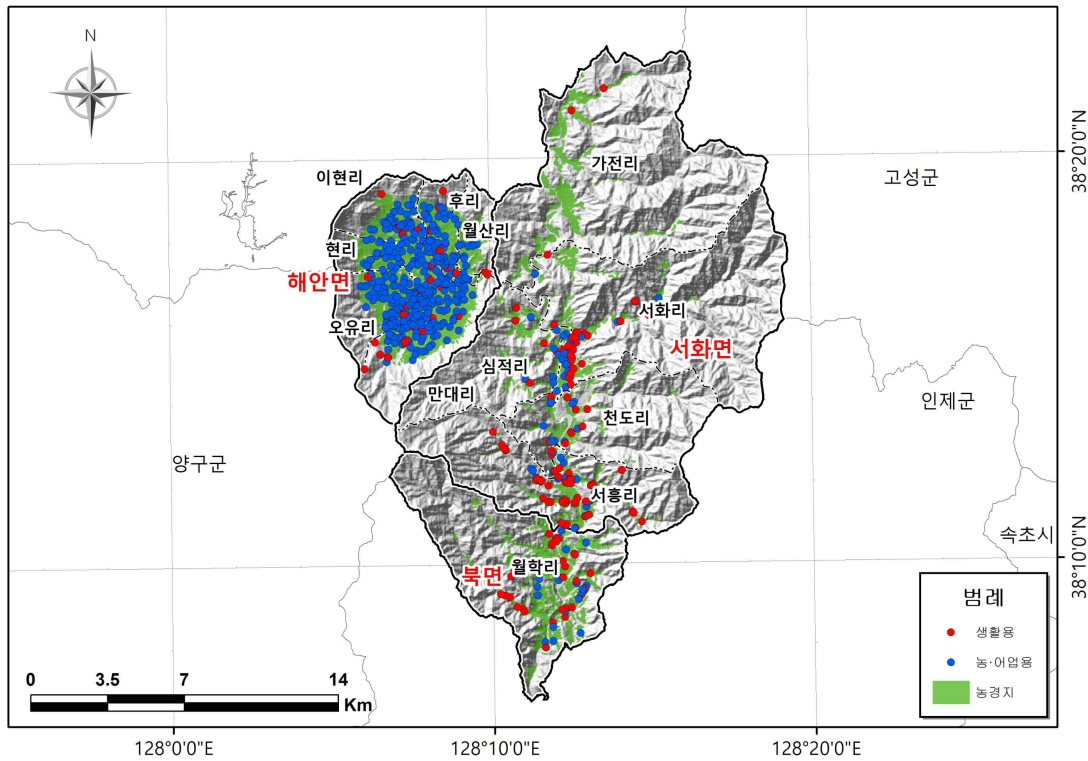 N
38°20'0"N
가전리
고성군
이현리
후리
월산리
현리
해안면
서화리
오유리
서화면
심적리
만대리
천도리
인제군
양구군
서흥리
속초시
월학리
북면
38°10'0"N
범례
생활용
농·어업용
농경지
0 3.5 7 14
Km
128°0'0"E 128°10'0"E 128°20'0"E